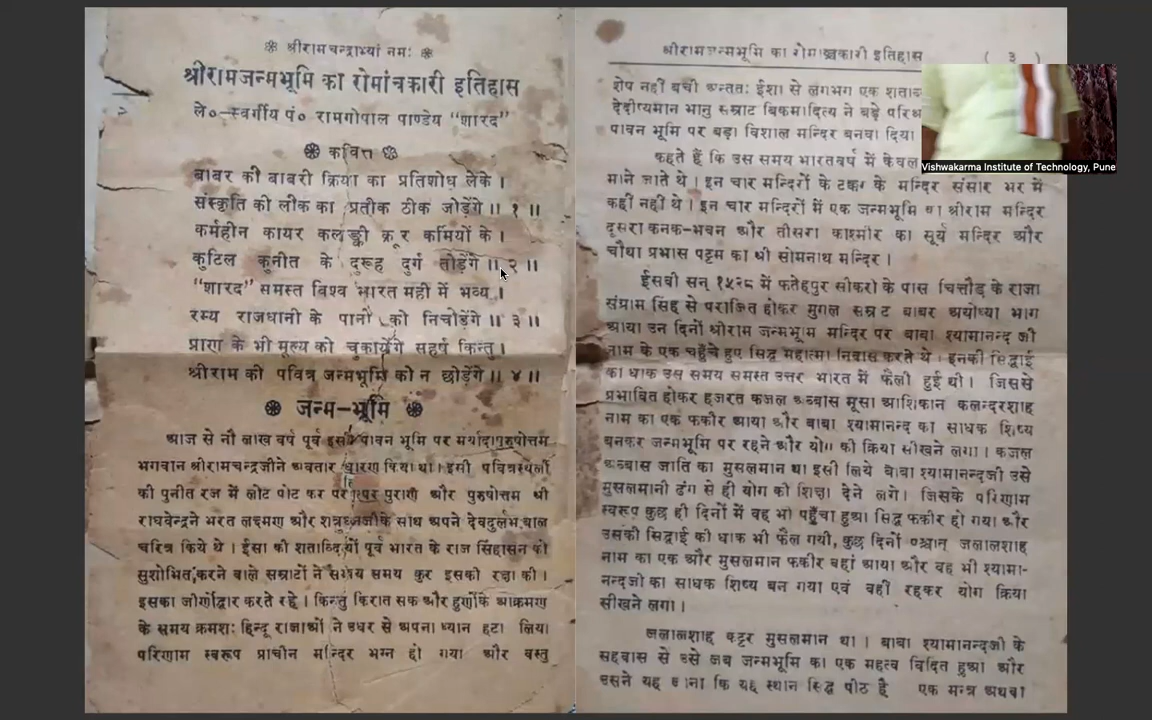 ❀ श्रीरामचन्द्राभ्यां नमः ❀
श्रीरामजन्मभूमि का रोमांचकारी इतिहास
ले०–स्वर्गीय पं० रामगोपाल पाण्डेय “शारद”
❀ कवित्त ❀
बाबर की बाबरी क्रिया का प्रतिशोध लेके ।
संस्कृति की लीक का प्रतीक ठीक जोड़ेंगे ॥ १ ॥
कर्महीन कायर कलङ्की क्रूर कमियों के ।
कुटिल कुनीत के दुरूह दुर्ग तोड़ेंगे ॥ २ ॥
“शारद” समस्त विश्व भारत मही में भव्य ।
रम्य राजधानी के पानी को निचोड़ेंगे ॥ ३ ॥
प्राण के भी मूल्य को चुकायेंगे सहर्ष किन्तु ।
श्रीराम की पवित्र जन्मभूमि को न छोड़ेंगे ॥ ४ ॥
❀ जन्म–भूमि ❀
आज से नौ लाख वर्ष पूर्व इसी पावन भूमि पर मर्यादापुरुषोत्तम
भगवान श्रीरामचन्द्रजीने अवतार धारण किया था । इसी पवित्रस्थली
की पुनीत रज में लोट पोट कर पुराण और पुरुषोत्तम श्री
राघवेन्द्रने भरत लक्ष्मण और शत्रुघ्नजीके साथ अपने देवदुर्लभ बाल
चरित्र किये थे । ईसा की शताब्दियों पूर्व भारत के राज सिंहासन को
सुशोभित करने वाले सम्राटों ने समय समय कुर इसको रक्षा की ।
इसका जीर्णोद्वार करते रहे । किन्तु किरात सक और हुणोंके आक्रमण
के समय क्रमशः हिन्दू राजाओं ने उधर से अपना ध्यान हटा लिया
परिणाम स्वरूप प्राचीन मन्दिर भग्न हो गया और वस्तु
श्रीरामजन्मभूमि का रोमाञ्चकारी इतिहास ( ३ )
शेष नहीं बची अन्ततः ईशा से लगभग एक
देदीप्यमान भानु सम्राट बिकमादित्य ने बड़े
पावन भूमि पर बड़ा विशाल मन्दिर बनवा दिया
कहते हैं कि उस समय भारतवर्ष में केवल
माने जाते थे । इन चार मन्दिरों के टक्कर के मन्दिर संसार भर में
कहीं नहीं थे । इन चार मन्दिरों में एक जन्मभूमि का श्रीराम मन्दिर
दूसरा कनक-भवन और तीसरा काश्मीर का सूर्य मन्दिर और
चौथा प्रभास पट्टम का श्री सोमनाथ मन्दिर ।
ईसवी सन् १५२८ में फतेहपुर सीकरी के पास चित्तौड़ के राजा
संग्राम सिंह से पराजित होकर मुगल सम्राट बाबर अयोध्या भाग
आया उन दिनों श्रीराम जन्मभूमि मन्दिर पर बाबा श्यामानन्द जी
नाम के एक चहुँचे हुए सिद्ध महात्मा निवास करते थे । इनकी सिद्धाई
का धाक उस समय समस्त उत्तर भारत में फैली हुई थी । जिससे
प्रभावित होकर हजरत कजल अब्बास मूसा आशिकान कलन्दरशाह
नाम का एक फकीर आया और बाबा श्यामानन्द का साधक शिष्य
बनकर जन्मभूमि पर रहने और की क्रिया सीखने लगा । कजल
अब्बास जाति का मुसलमान था इसी लिये बाबा श्यामानन्दजी उसे
मुसलमानी ढंग से ही योग को शिक्षा देने लगे । जिसके परिणाम
स्वरूप कुछ ही दिनों में वह भी पहुँचा हुआ सिद्ध फकीर हो गया और
उसकी सिद्धाई की धाक भी फैल गयी, कुछ दिनों पश्चात् जलालशाह
नाम का एक और मुसलमान फकीर वहां आया और वह भी श्यामा-
नन्दजी का साधक शिष्य बन गया एवं वहीं रहकर योग क्रिया
सीखने लगा ।
जलालशाह कट्टर मुसलमान था । बाबा श्यामानन्दजी के
सहवास से उसे जब जन्मभूमि का एक महत्व विदित हुआ और
उसने यह जाना कि यह स्थान सिद्ध पीठ है एक मन्त्र अथवा
Vishwakarma Institute of Technology, Pune